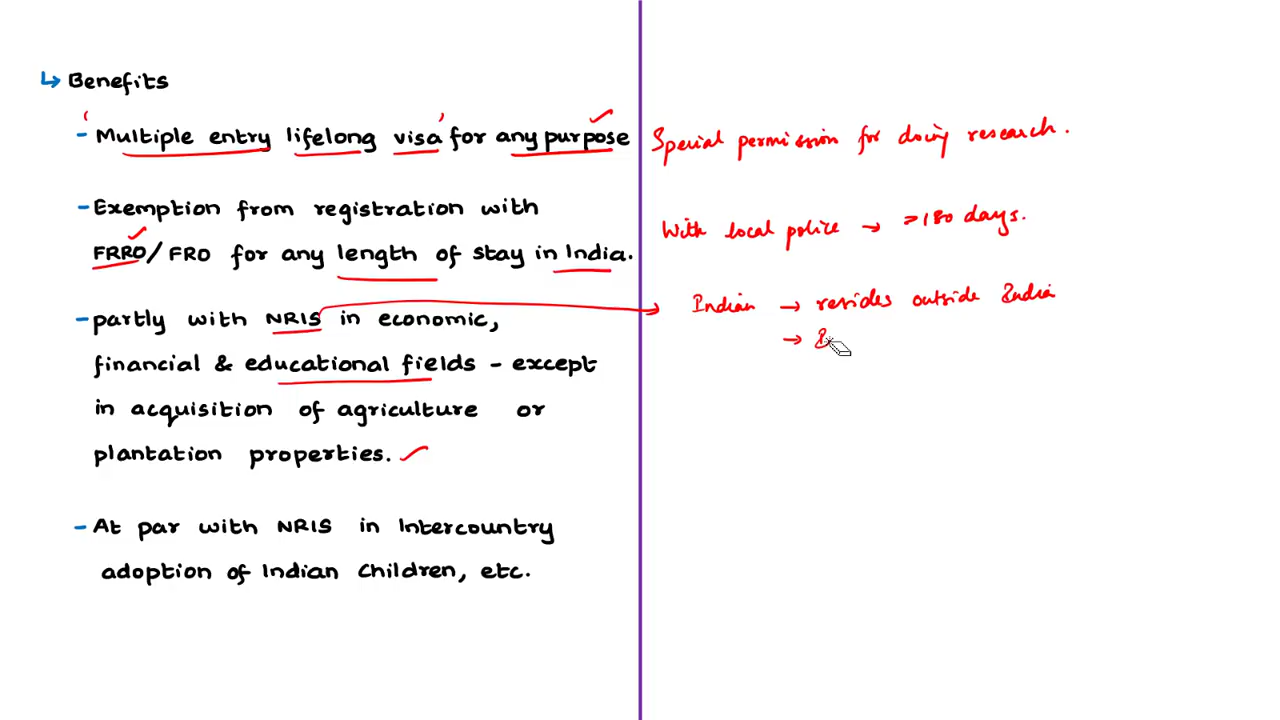 ↳ Benefits
- Multiple entry lifelong visa for any purpose
- Exemption from registration with
FRRO/FRO for any length of stay in India.
- partly with NRIS in economic,
financial & educational fields - except
in acquisition of agriculture or
plantation properties.
- At par with NRIS in Intercountry
adoption of Indian Children, etc.
Special permission for doing research.
With local police → >180 days.
Indian → resides outside India
→